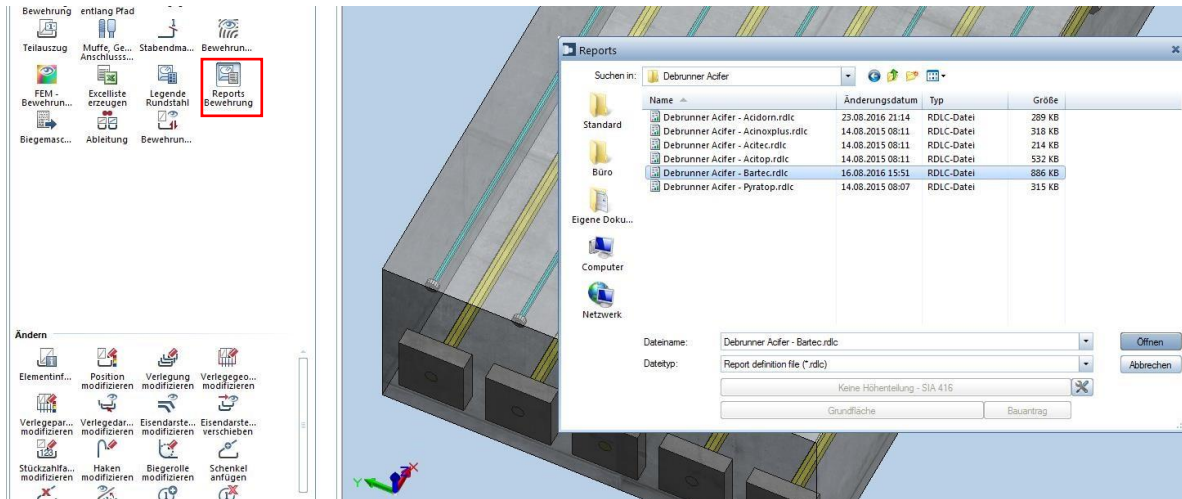 Bewehrung entlang Pfad
Teilauszug Muffe, Ge... Stabendma... Bewehrun...
Anschlusss...
FEM - Excelliste Legende Reports
Bewehrun... erzeugen Rundstahl Bewehrung
Biegemasc... Ableitung Bewehrun...
Ändern
Elementinf... Position Verlegung Verlegegeo...
modifizieren modifizieren modifizieren
Verlegepar... Verlegedar... Eisendarste... Eisendarste...
modifizieren modifizieren modifizieren verschieben
123
Stückzahlfa... Haken Biegerolle Schenkel
modifizieren modifizieren modifizieren anfügen
Reports
Suchen in: Debrunner Acifer
Standard
Büro
Eigene Doku...
Computer
Netzwerk
Name Änderungsdatum Typ Größe
Debrunner Acifer - Acidorn.rdlc 23.08.2016 21:14 RDLC-Datei 289 KB
Debrunner Acifer - Acinoxplus.rdlc 14.08.2015 08:11 RDLC-Datei 318 KB
Debrunner Acifer - Acitec.rdlc 14.08.2015 08:11 RDLC-Datei 214 KB
Debrunner Acifer - Acitop.rdlc 14.08.2015 08:11 RDLC-Datei 532 KB
Debrunner Acifer - Bartec.rdlc 16.08.2016 15:51 RDLC-Datei 886 KB
Debrunner Acifer - Pyratop.rdlc 14.08.2015 08:07 RDLC-Datei 315 KB
Dateiname: Debrunner Acifer - Bartec.rdlc Öffnen
Dateityp: Report definition file (*.rdlc) Abbrechen
Keine Höhenteilung - SIA 416
Grundfläche Bauantrag
Y X